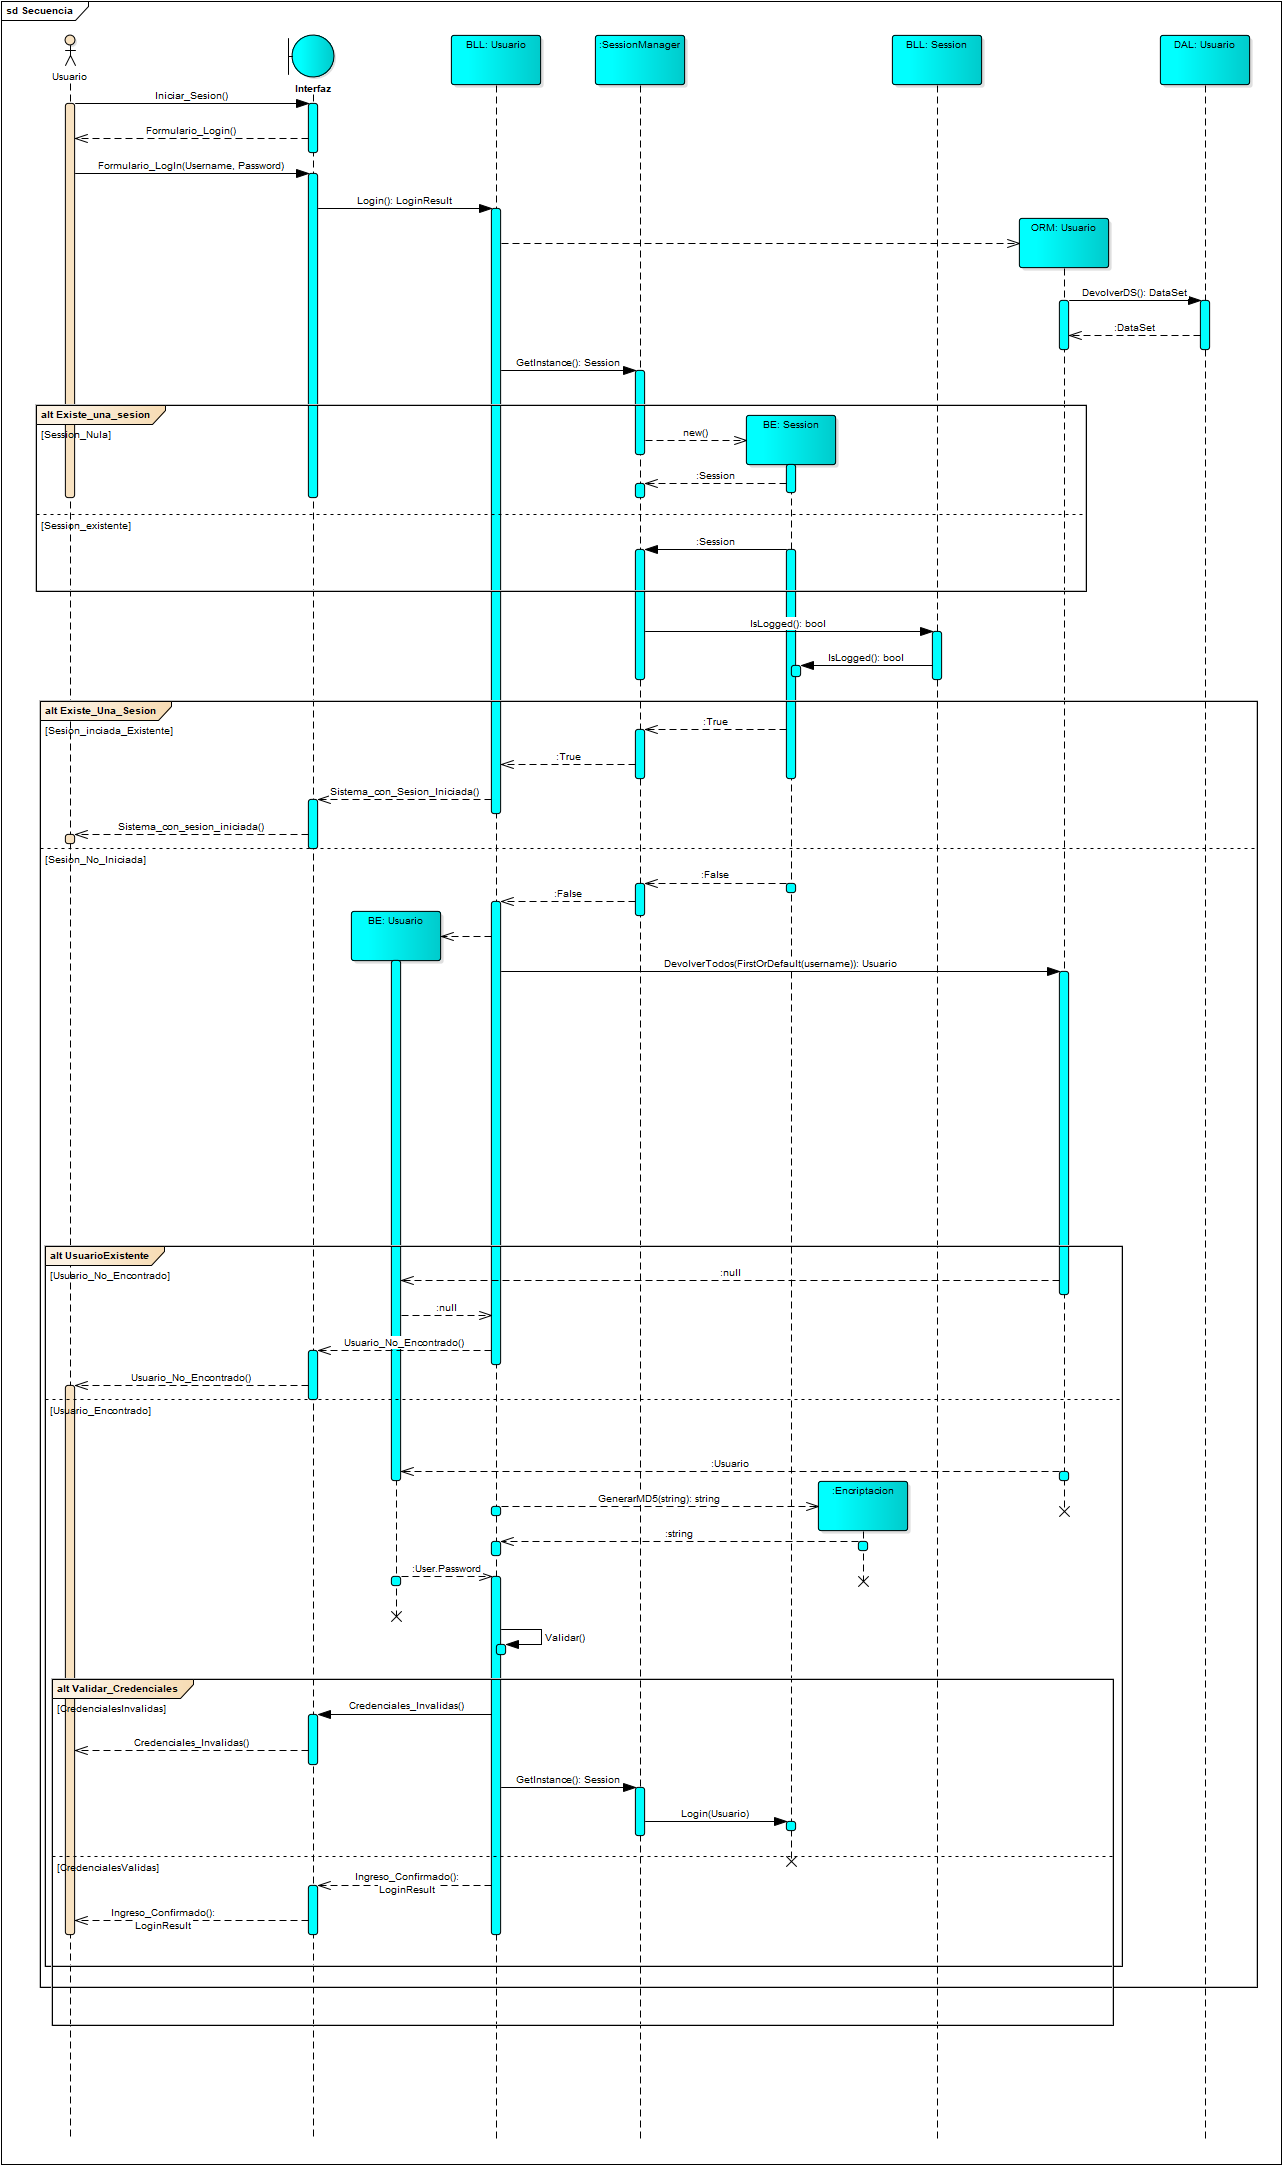 sd Secuencia
Usuario
Interfaz
BLL: Usuario
:SessionManager
BLL: Session
DAL: Usuario
Iniciar_Sesion()
Formulario_Login()
Formulario_LogIn(Username, Password)
Login(): LoginResult
ORM: Usuario
DevolverDS(): DataSet
:DataSet
GetInstance(): Session
alt Existe_una_sesion
[Session_Nula]
BE: Session
new()
:Session
[Session_existente]
:Session
IsLogged(): bool
IsLogged(): bool
alt Existe_Una_Sesion
[Sesion_inciada_Existente]
:True
:True
Sistema_con_Sesion_Iniciada()
Sistema_con_sesion_iniciada()
[Sesion_No_Iniciada]
:False
:False
BE: Usuario
DevolverTodos(FirstOrDefault(username)): Usuario
alt UsuarioExistente
[Usuario_No_Encontrado]
:null
:null
Usuario_No_Encontrado()
Usuario_No_Encontrado()
[Usuario_Encontrado]
:Usuario
:Encriptacion
GenerarMD5(string): string
:string
:User.Password
Validar()
alt Validar_Credenciales
[CredencialesInvalidas]
Credenciales_Invalidas()
Credenciales_Invalidas()
GetInstance(): Session
Login(Usuario)
[CredencialesValidas]
Ingreso_Confirmado():
LoginResult
Ingreso_Confirmado():
LoginResult